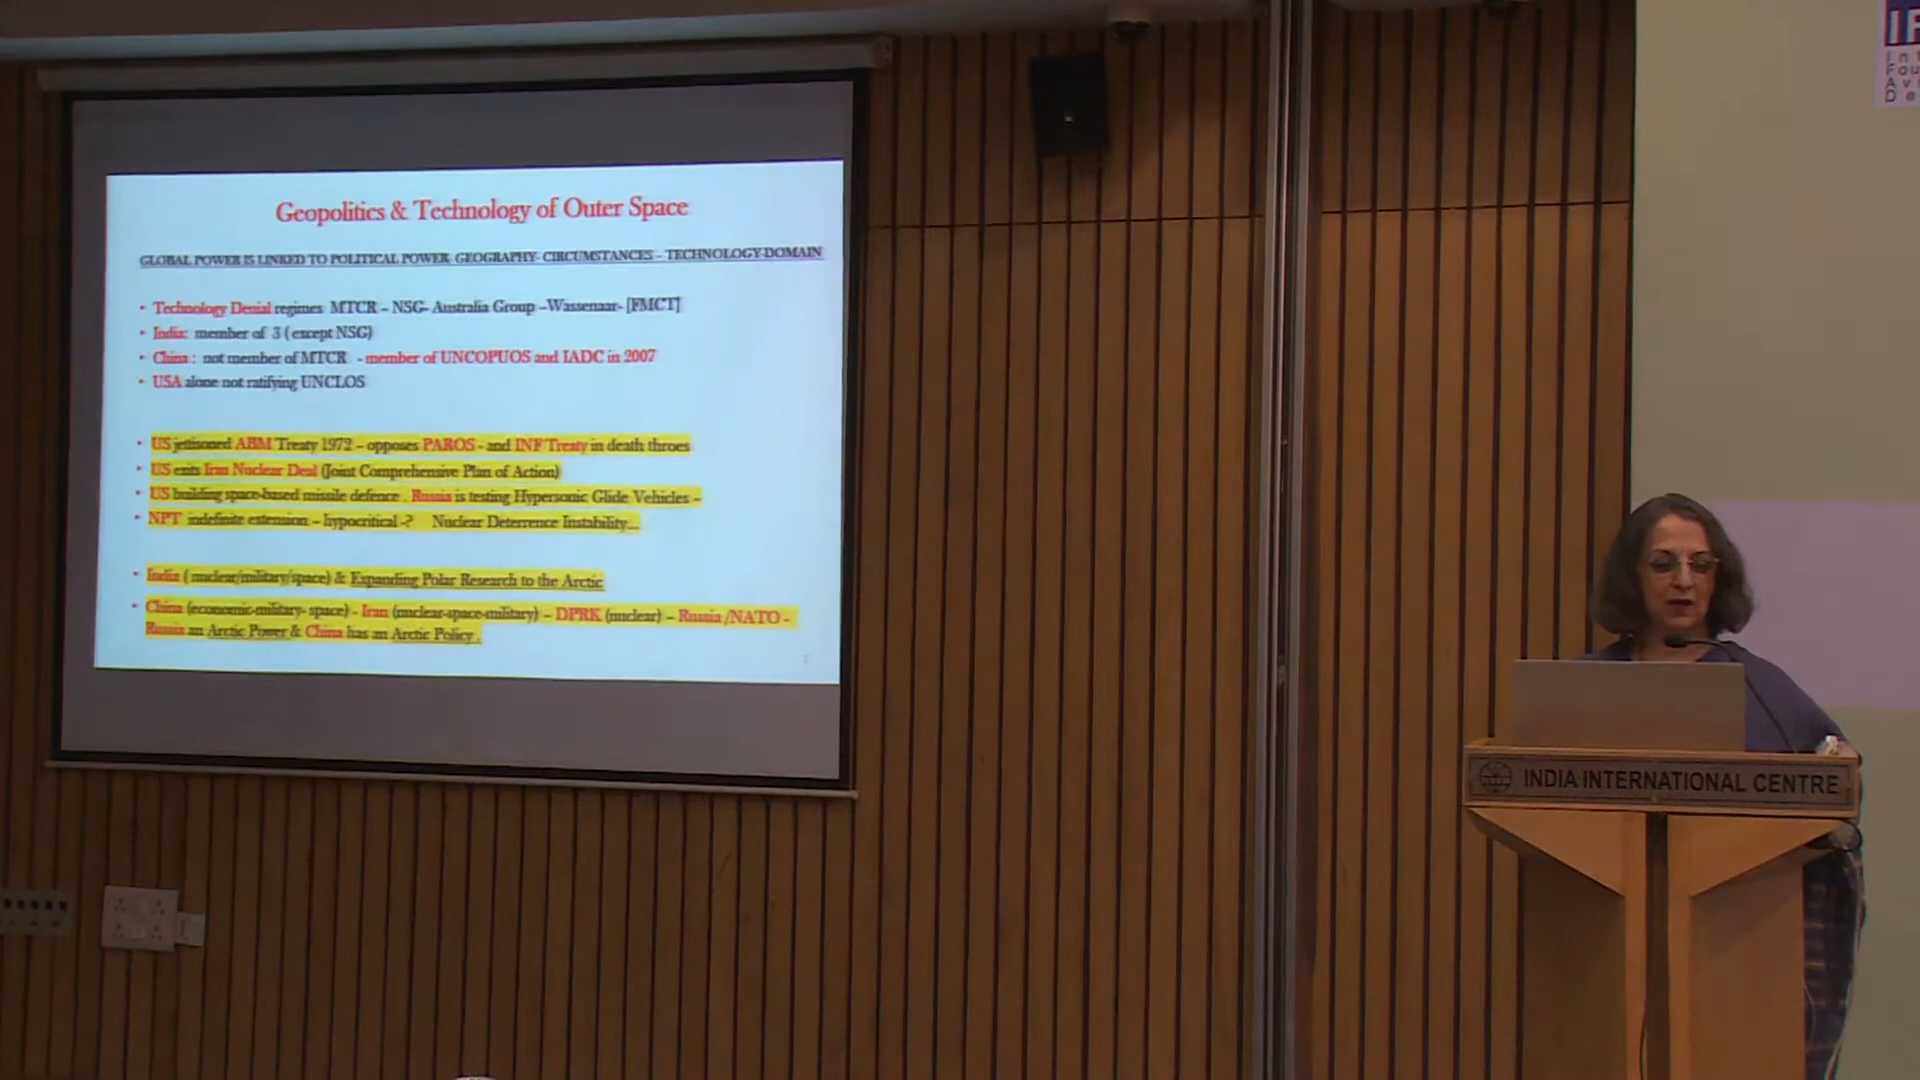 Geopolitics & Technology of Outer Space
GLOBAL POWER IS LINKED TO POLITICAL POWER GEOGRAPHY- CIRCUMSTANCES – TECHNOLOGY-DOMAIN
• Technology Denial regimes MTCR – NSG- Australia Group –Wassenaar- [FMCT]
• India: member of 3 ( except NSG)
• China : not member of MTCR - member of UNCOPUOS and IADC in 2007
• USA alone not ratifying UNCLOS
• US jettisoned ABM Treaty 1972 – opposes PAROS - and INF Treaty in death throes
• US exits Iran Nuclear Deal (Joint Comprehensive Plan of Action)
• US building space-based missile defence . Russia is testing Hypersonic Glide Vehicles –
• NPT indefinite extension – hypocritical -? Nuclear Deterrence Instability...
• India ( nuclear/military/space) & Expanding Polar Research to the Arctic
• China (economic-military- space) - Iran (nuclear-space-military) – DPRK (nuclear) – Russia /NATO -
Russia an Arctic Power & China has an Arctic Policy .
INDIA INTERNATIONAL CENTRE